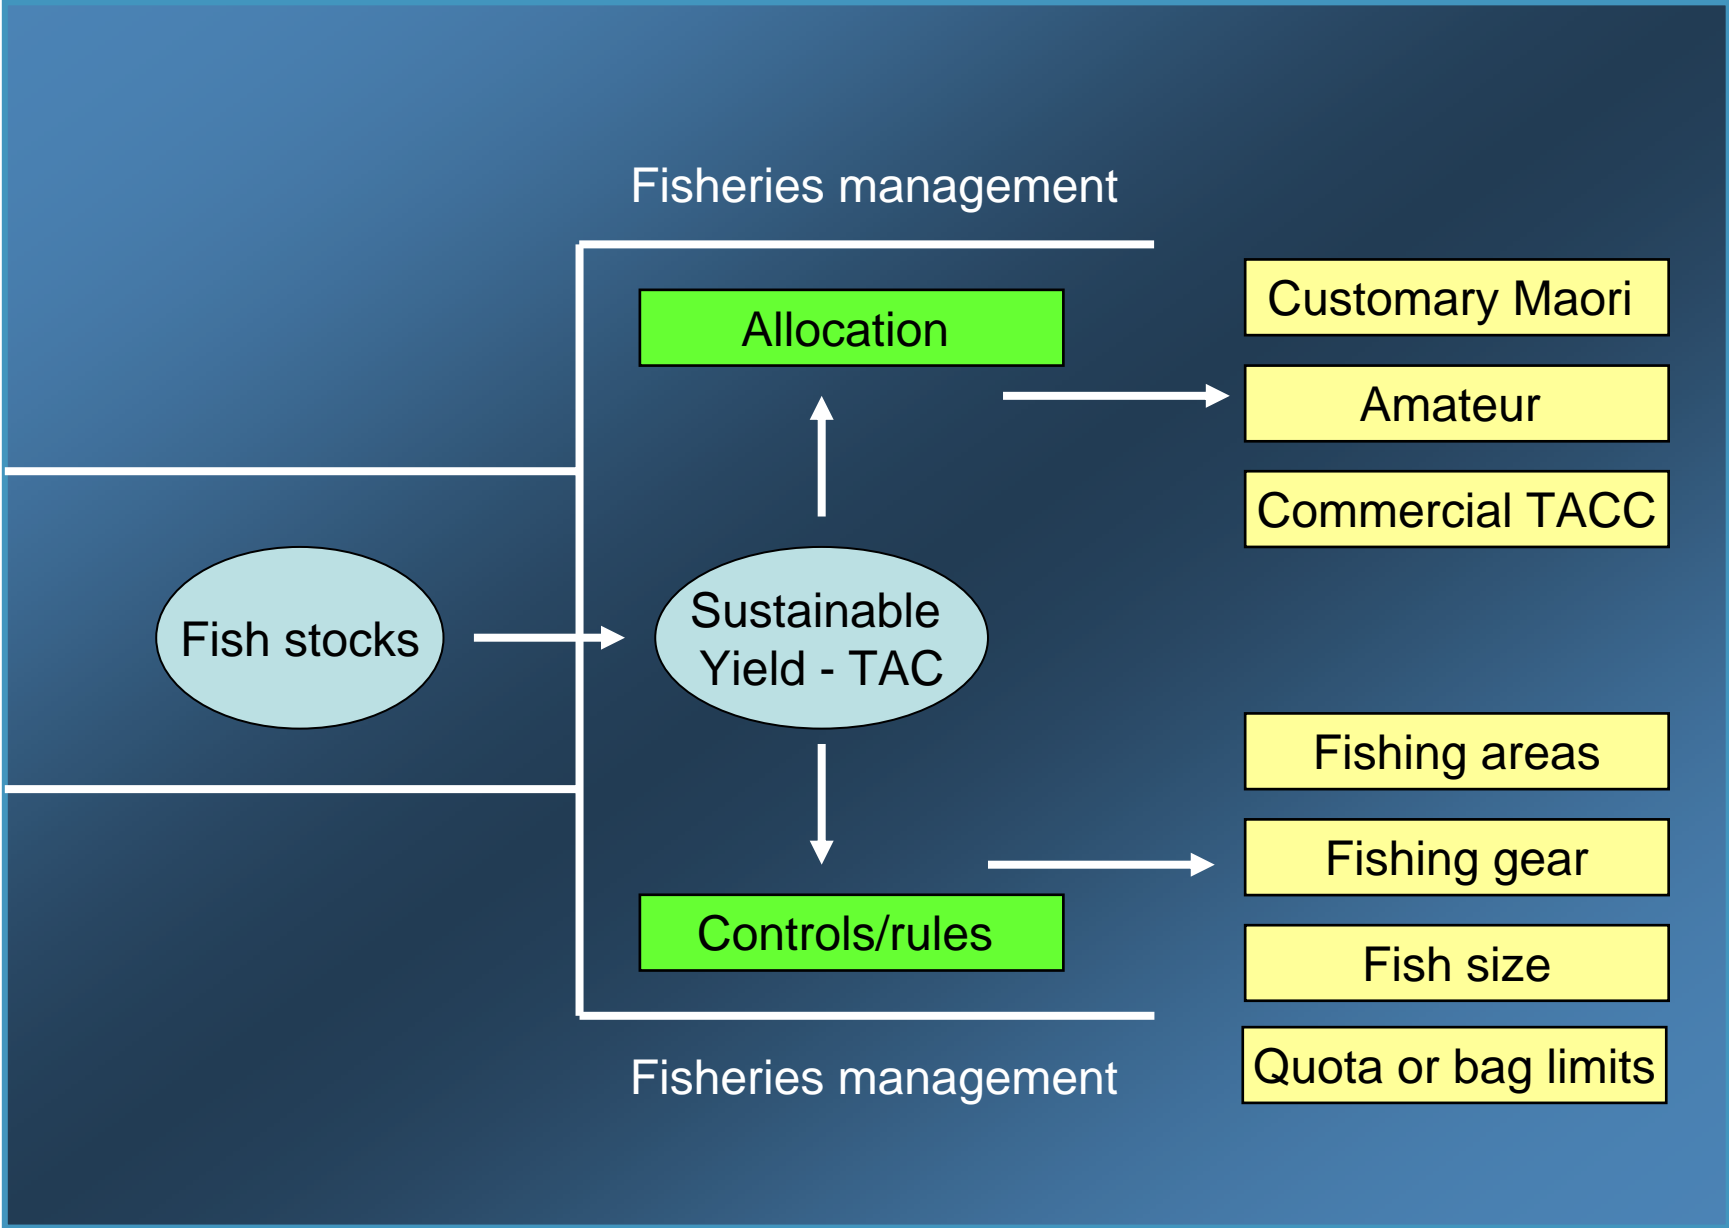 Fisheries management
Allocation
Customary Maori
Amateur
Commercial TACC
Fish stocks
Sustainable
Yield - TAC
Fishing areas
Fishing gear
Controls/rules
Fish size
Quota or bag limits
Fisheries management